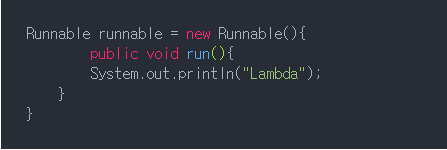 Runnable runnable = new Runnable(){
        public void run(){
        System.out.println("Lambda");
    }
}